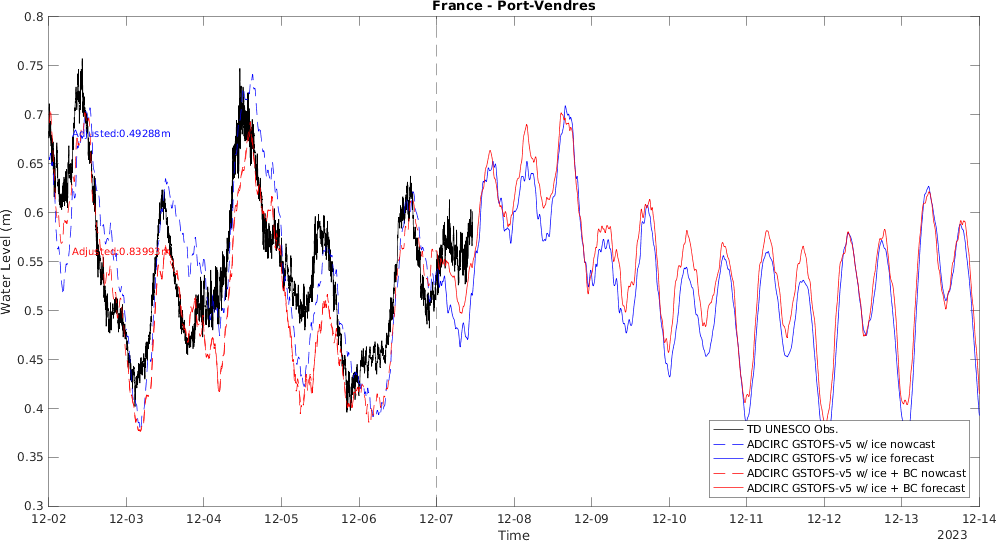 France - Port-Vendres
0.8
0.75
0.7
0.65
0.6
0.55
0.5
0.45
0.4
0.35
0.3
Water Level (m)
Adjusted:0.49288m
Adjusted:0.83993m
TD UNESCO Obs.
ADCIRC GSTOFS-v5 w/ ice nowcast
ADCIRC GSTOFS-v5 w/ ice forecast
ADCIRC GSTOFS-v5 w/ ice + BC nowcast
ADCIRC GSTOFS-v5 w/ ice + BC forecast
12-02 12-03 12-04 12-05 12-06 12-07 12-08 12-09 12-10 12-11 12-12 12-13 12-14
Time
2023